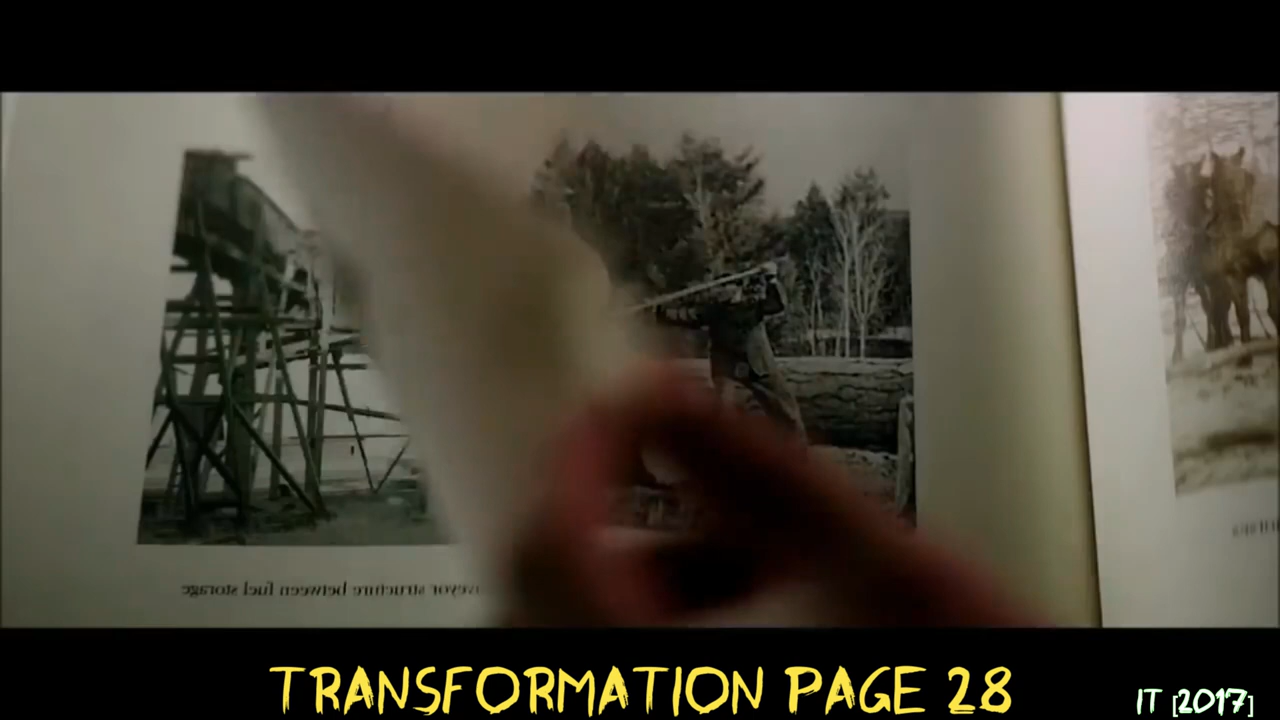 structure between fuel storage
TRANSFORMATION PAGE 28
IT [2017]